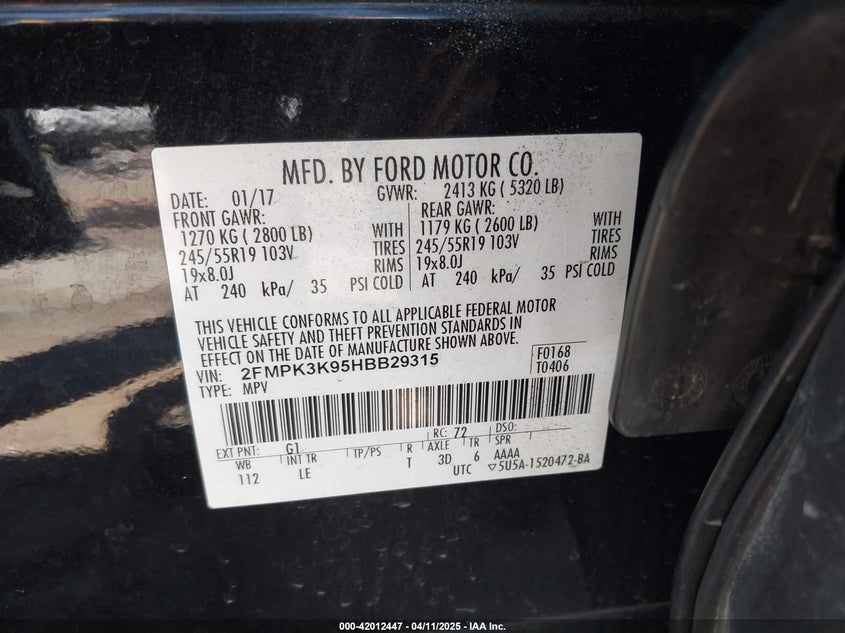 MFD. BY FORD MOTOR CO.
DATE: 01/17 GVWR: 2413 KG ( 5320 LB)
FRONT GAWR: REAR GAWR:
1270 KG ( 2800 LB) WITH 1179 KG ( 2600 LB) WITH
245/55R19 103V TIRES 245/55R19 103V TIRES
19x8.0J RIMS 19x8.0J RIMS
AT 240 kPa/ 35 PSI COLD AT 240 kPa/ 35 PSI COLD
THIS VEHICLE CONFORMS TO ALL APPLICABLE FEDERAL MOTOR
VEHICLE SAFETY AND THEFT PREVENTION STANDARDS IN
EFFECT ON THE DATE OF MANUFACTURE SHOWN ABOVE.
VIN: 2FMPK3K95HBB29315 F0168
TYPE: MPV T0406
EXT PNT: G1 RC: 72 DSO:
WB INT TR TP/PS R AXLE TR SPR
112 LE T 3D 6 AAAA
UTC ▽5U5A-1520472-BA
000-42012447 - 04/11/2025 - IAA Inc.